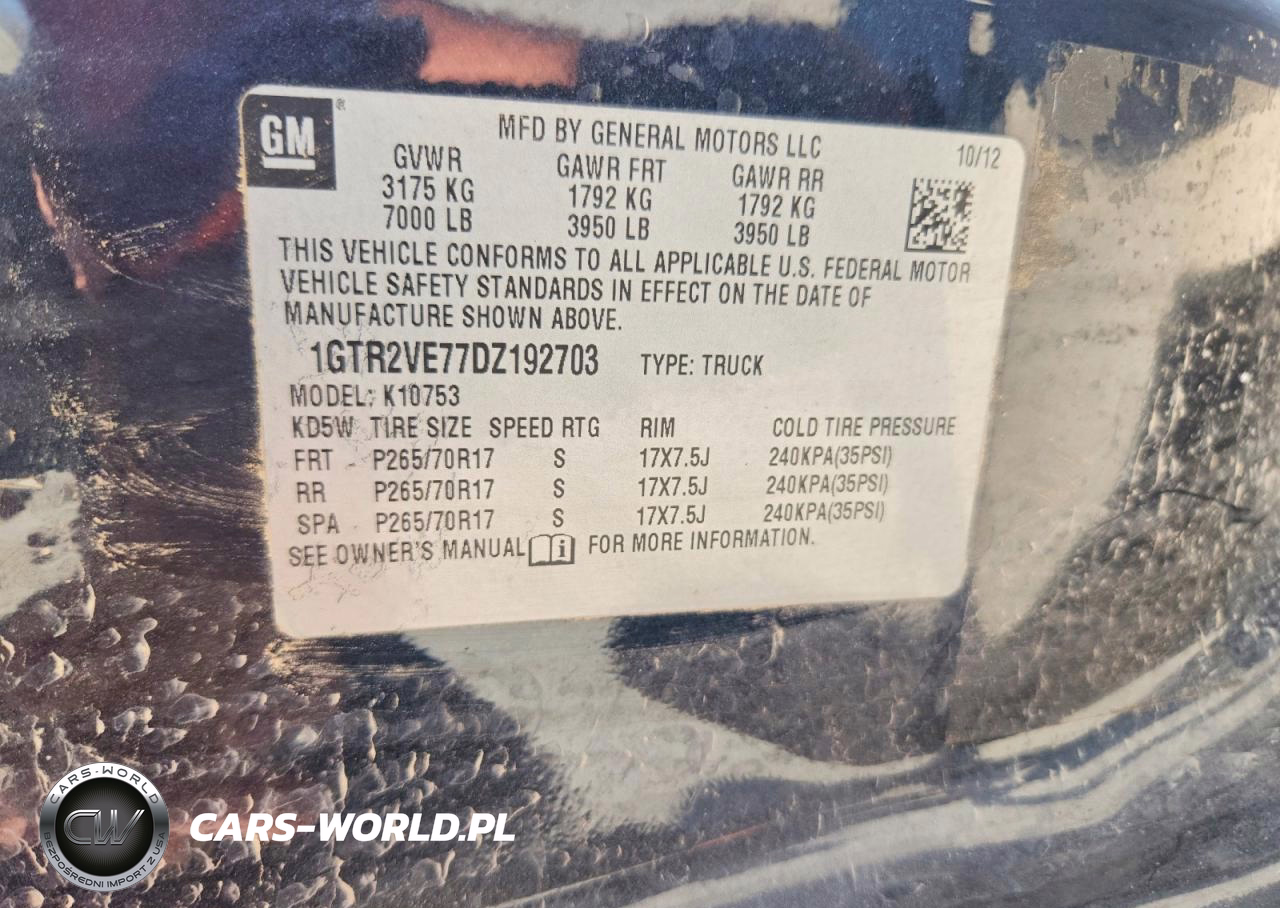 GM ®
MFD BY GENERAL MOTORS LLC
10/12
GVWR GAWR FRT GAWR RR
3175 KG 1792 KG 1792 KG
7000 LB 3950 LB 3950 LB
THIS VEHICLE CONFORMS TO ALL APPLICABLE U.S. FEDERAL MOTOR
VEHICLE SAFETY STANDARDS IN EFFECT ON THE DATE OF
MANUFACTURE SHOWN ABOVE.
1GTR2VE77DZ192703 TYPE: TRUCK
MODEL: K10753
KD5W TIRE SIZE SPEED RTG RIM COLD TIRE PRESSURE
FRT P265/70R17 S 17X7.5J 240KPA(35PSI)
RR P265/70R17 S 17X7.5J 240KPA(35PSI)
SPA P265/70R17 S 17X7.5J 240KPA(35PSI)
SEE OWNER'S MANUAL i FOR MORE INFORMATION.
CARS-WORLD
CW
BEZPOŚREDNI IMPORT Z USA
CARS-WORLD.PL